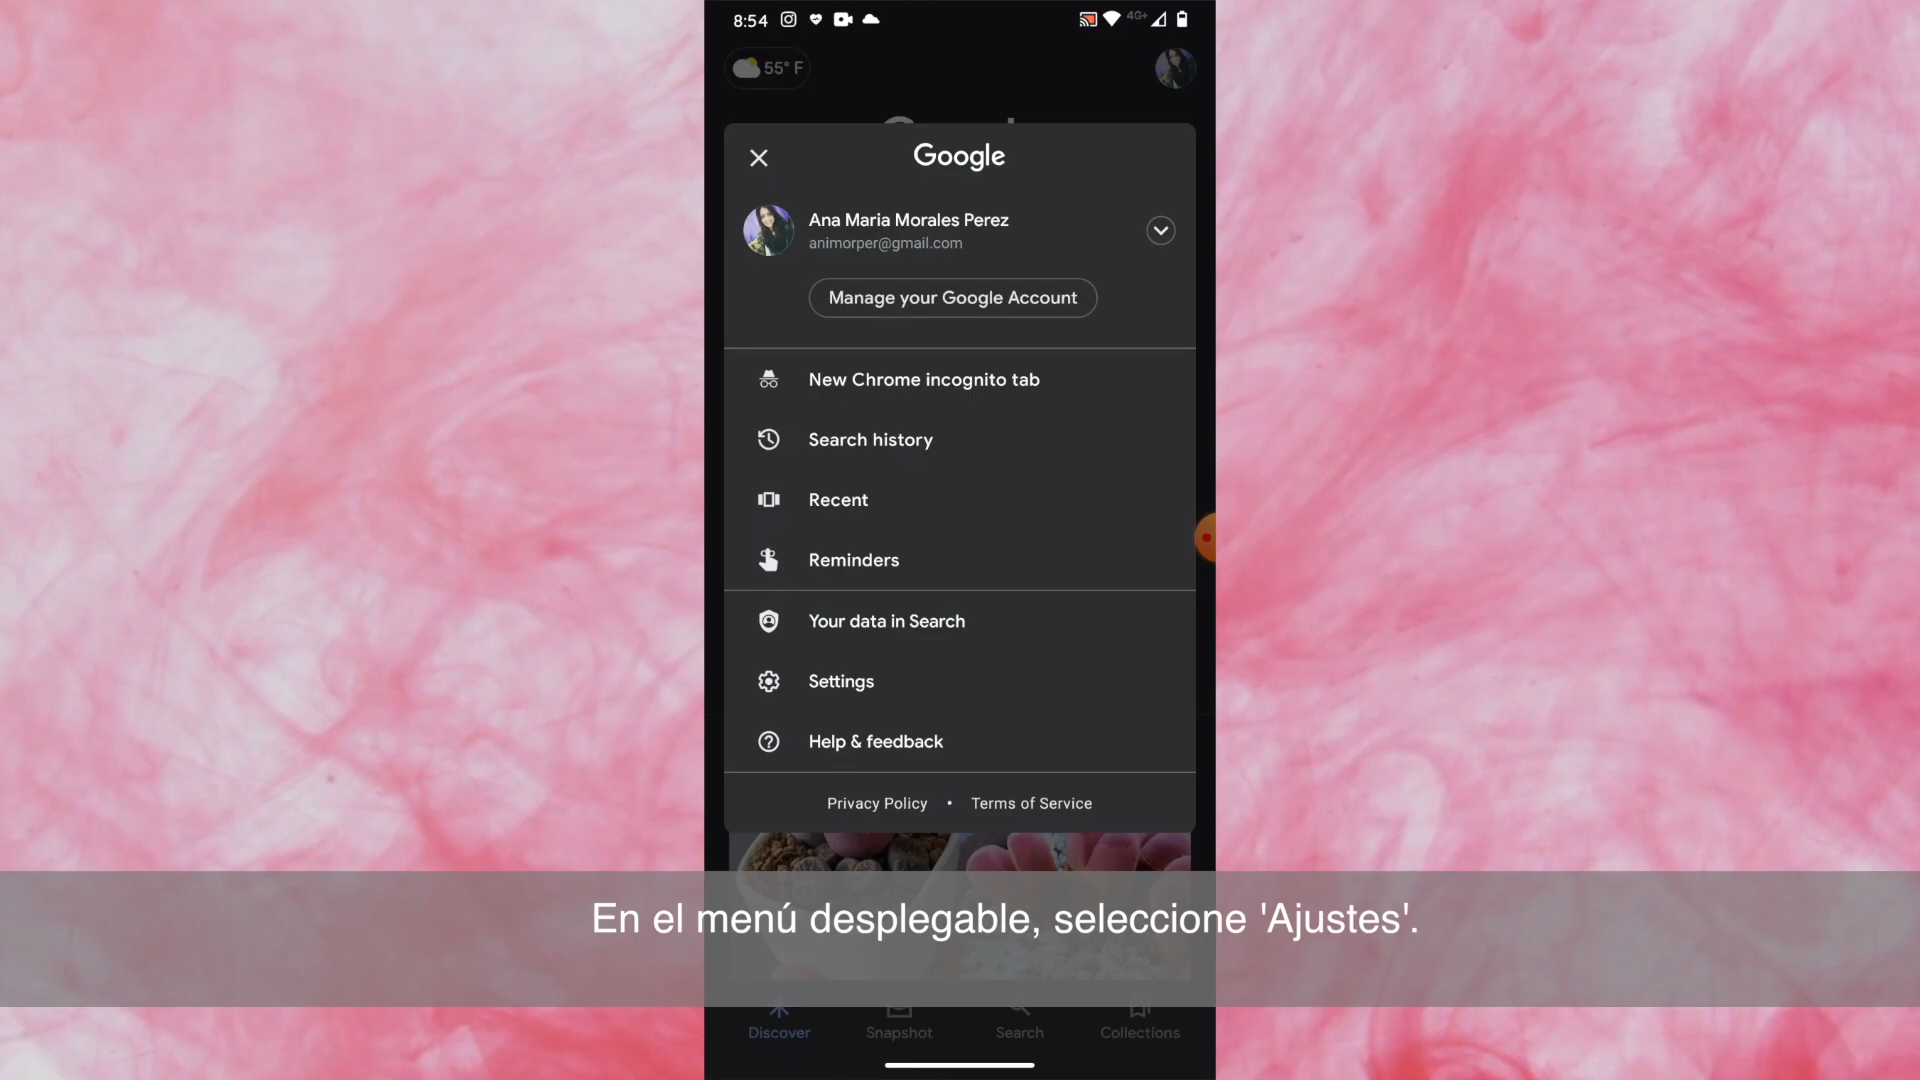 8:54
4G+
55° F
Google
Ana Maria Morales Perez
animorper@gmail.com
Manage your Google Account
New Chrome incognito tab
Search history
Recent
Reminders
Your data in Search
Settings
Help & feedback
Privacy Policy • Terms of Service
En el menú desplegable, seleccione 'Ajustes'.
Discover
Snapshot
Search
Collections